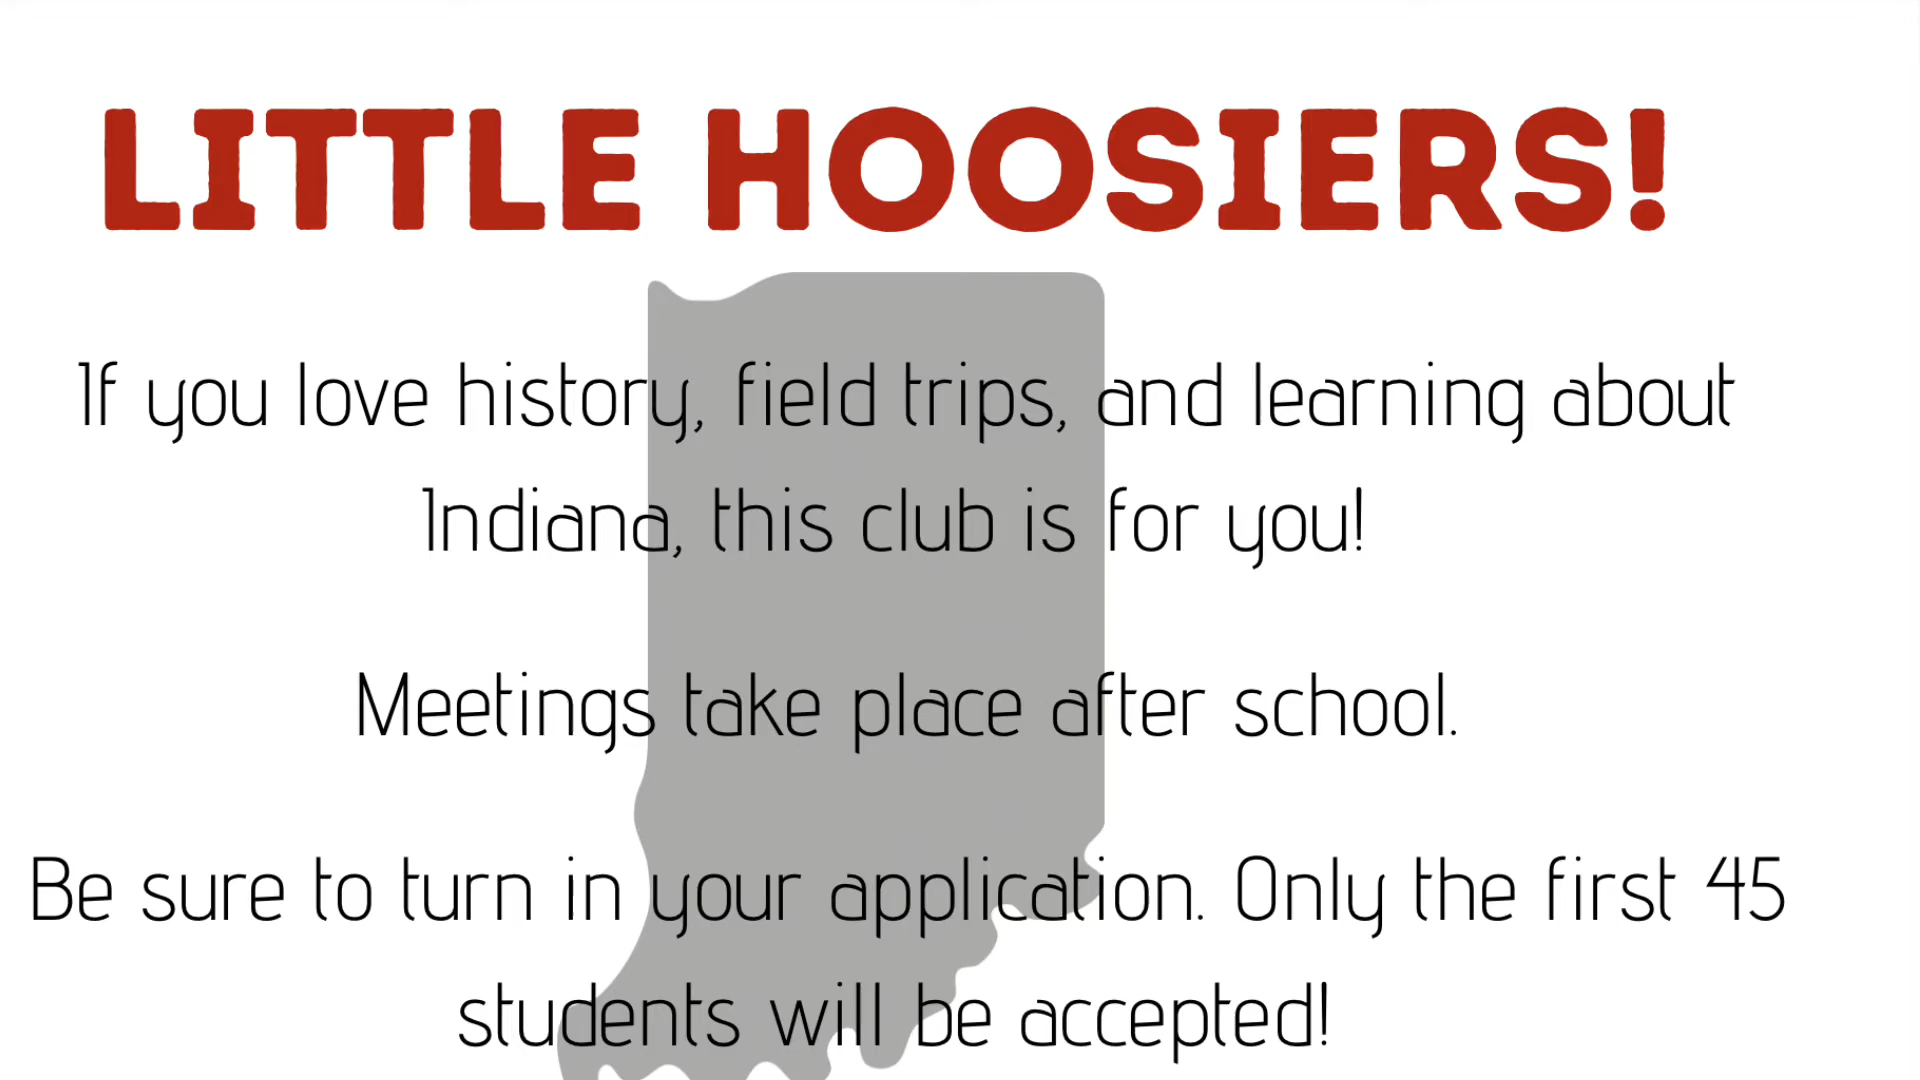 LITTLE HOOSIERS!
If you love history, field trips, and learning about
Indiana, this club is for you!
Meetings take place after school.
Be sure to turn in your application. Only the first 45
students will be accepted!